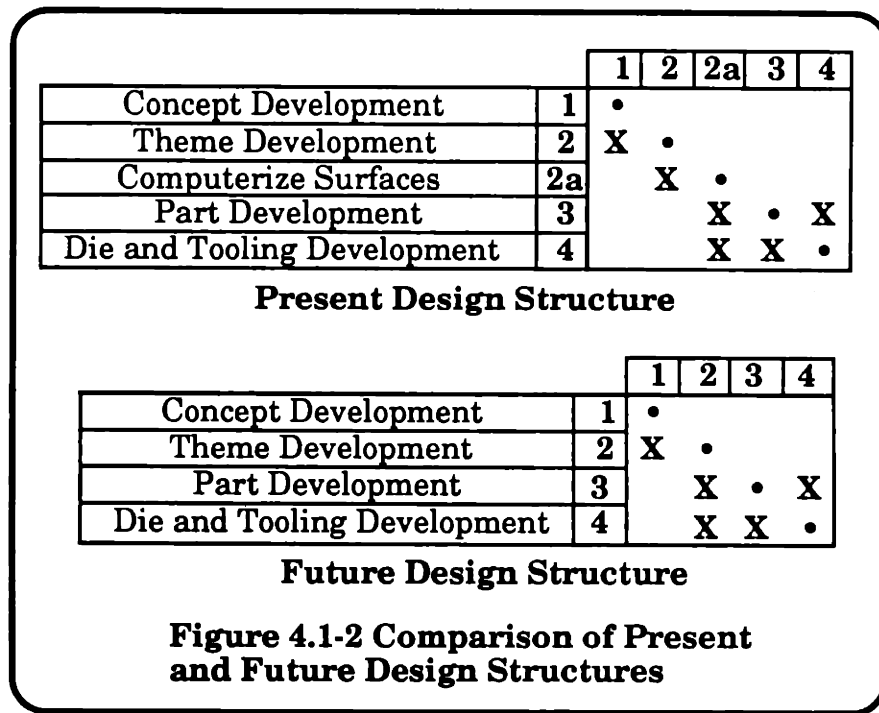 1 2 2a 3 4
Concept Development 1 •
Theme Development 2 X •
Computerize Surfaces 2a X •
Part Development 3 X • X
Die and Tooling Development 4 X X •
Present Design Structure
1 2 3 4
Concept Development 1 •
Theme Development 2 X •
Part Development 3 X • X
Die and Tooling Development 4 X X •
Future Design Structure
Figure 4.1-2 Comparison of Present
and Future Design Structures